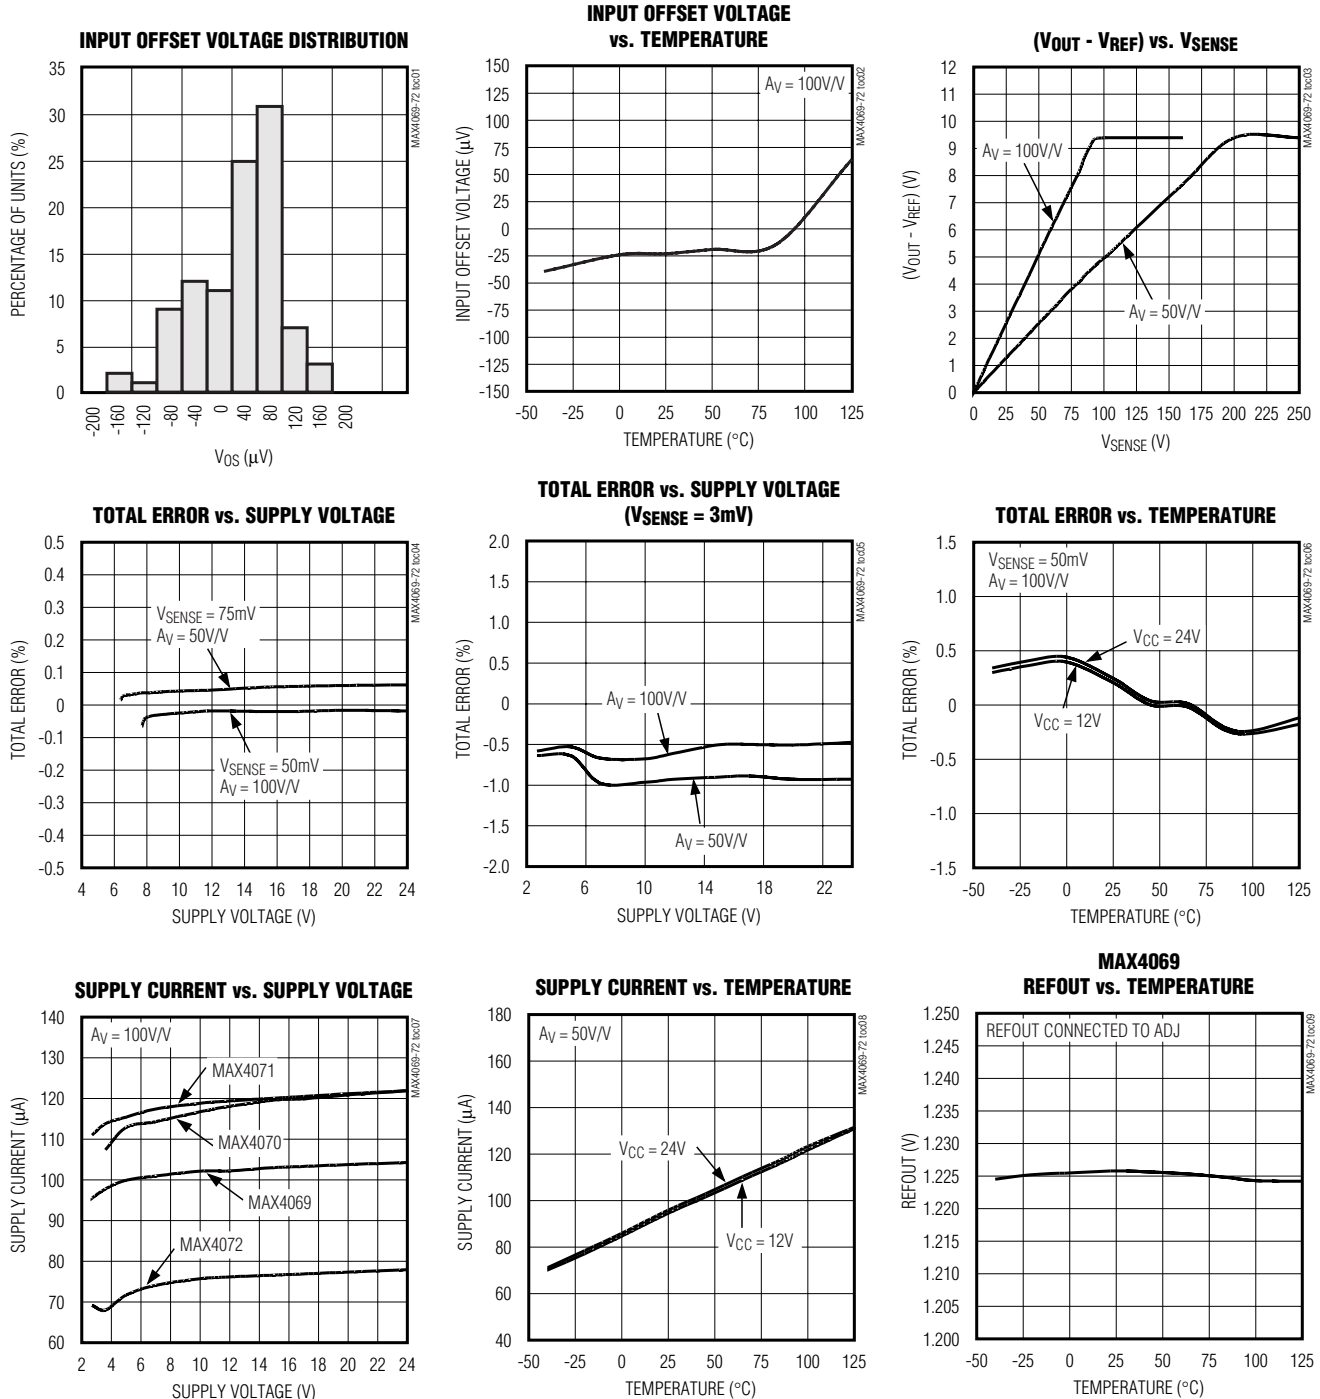 INPUT OFFSET VOLTAGE DISTRIBUTION
35
30
25
20
15
10
5
0
PERCENTAGE OF UNITS (%)
-200 -160 -120 -80 -40 0 40 80 120 160 200
VOS (µV)
MAX4069-72 toc01
INPUT OFFSET VOLTAGE
vs. TEMPERATURE
150
125
100
75
50
25
0
-25
-50
-75
-100
-125
-150
INPUT OFFSET VOLTAGE (µV)
AV = 100V/V
-50 -25 0 25 50 75 100 125
TEMPERATURE (°C)
MAX4069-72 toc02
(VOUT - VREF) vs. VSENSE
12
11
10
9
8
7
6
5
4
3
2
1
0
(VOUT - VREF) (V)
AV = 100V/V
AV = 50V/V
0 25 50 75 100 125 150 175 200 225 250
VSENSE (V)
MAX4069-72 toc03
TOTAL ERROR vs. SUPPLY VOLTAGE
0.5
0.4
0.3
0.2
0.1
0
-0.1
-0.2
-0.3
-0.4
-0.5
TOTAL ERROR (%)
VSENSE = 75mV
AV = 50V/V
VSENSE = 50mV
AV = 100V/V
4 6 8 10 12 14 16 18 20 22 24
SUPPLY VOLTAGE (V)
MAX4069-72 toc04
TOTAL ERROR vs. SUPPLY VOLTAGE
(VSENSE = 3mV)
2.0
1.5
1.0
0.5
0
-0.5
-1.0
-1.5
-2.0
TOTAL ERROR (%)
AV = 100V/V
AV = 50V/V
2 6 10 14 18 22
SUPPLY VOLTAGE (V)
MAX4069-72 toc05
TOTAL ERROR vs. TEMPERATURE
1.5
1.0
0.5
0
-0.5
-1.0
-1.5
TOTAL ERROR (%)
VSENSE = 50mV
AV = 100V/V
VCC = 24V
VCC = 12V
-50 -25 0 25 50 75 100 125
TEMPERATURE (°C)
MAX4069-72 toc06
SUPPLY CURRENT vs. SUPPLY VOLTAGE
140
130
120
110
100
90
80
70
60
SUPPLY CURRENT (µA)
AV = 100V/V
MAX4071
MAX4070
MAX4069
MAX4072
2 4 6 8 10 12 14 16 18 20 22 24
SUPPLY VOLTAGE (V)
MAX4069-72 toc07
SUPPLY CURRENT vs. TEMPERATURE
180
160
140
120
100
80
60
40
SUPPLY CURRENT (µA)
AV = 50V/V
VCC = 24V
VCC = 12V
-50 -25 0 25 50 75 100 125
TEMPERATURE (°C)
MAX4069-72 toc08
MAX4069
REFOUT vs. TEMPERATURE
1.250
1.245
1.240
1.235
1.230
1.225
1.220
1.215
1.210
1.205
1.200
REFOUT (V)
REFOUT CONNECTED TO ADJ
-50 -25 0 25 50 75 100 125
TEMPERATURE (°C)
MAX4069-72 toc09